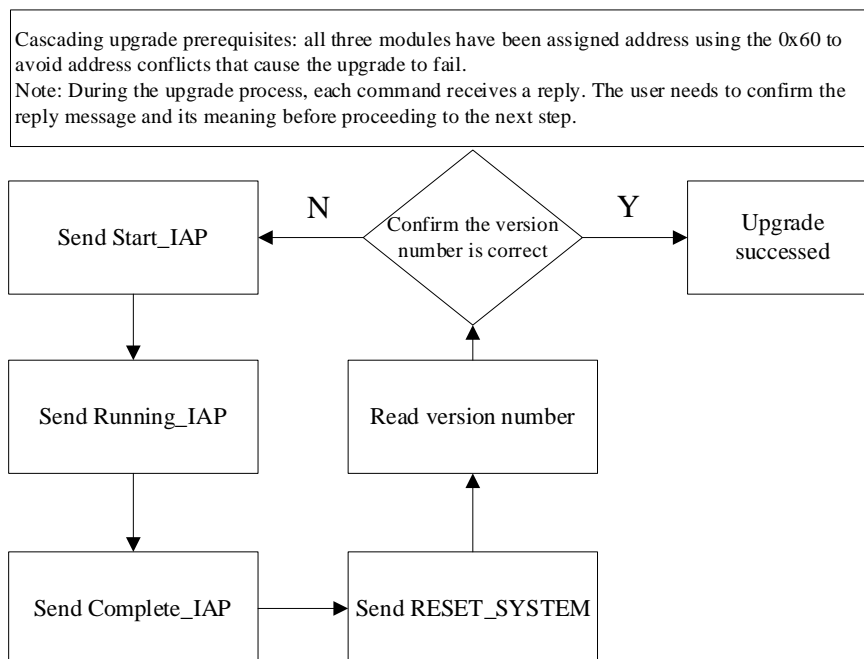 Cascading upgrade prerequisites: all three modules have been assigned address using the 0x60 to
avoid address conflicts that cause the upgrade to fail.
Note: During the upgrade process, each command receives a reply. The user needs to confirm the
reply message and its meaning before proceeding to the next step.
Send Start_IAP
N
Confirm the version
number is correct
Y
Upgrade
successed
Send Running_IAP
Read version number
Send Complete_IAP
Send RESET_SYSTEM